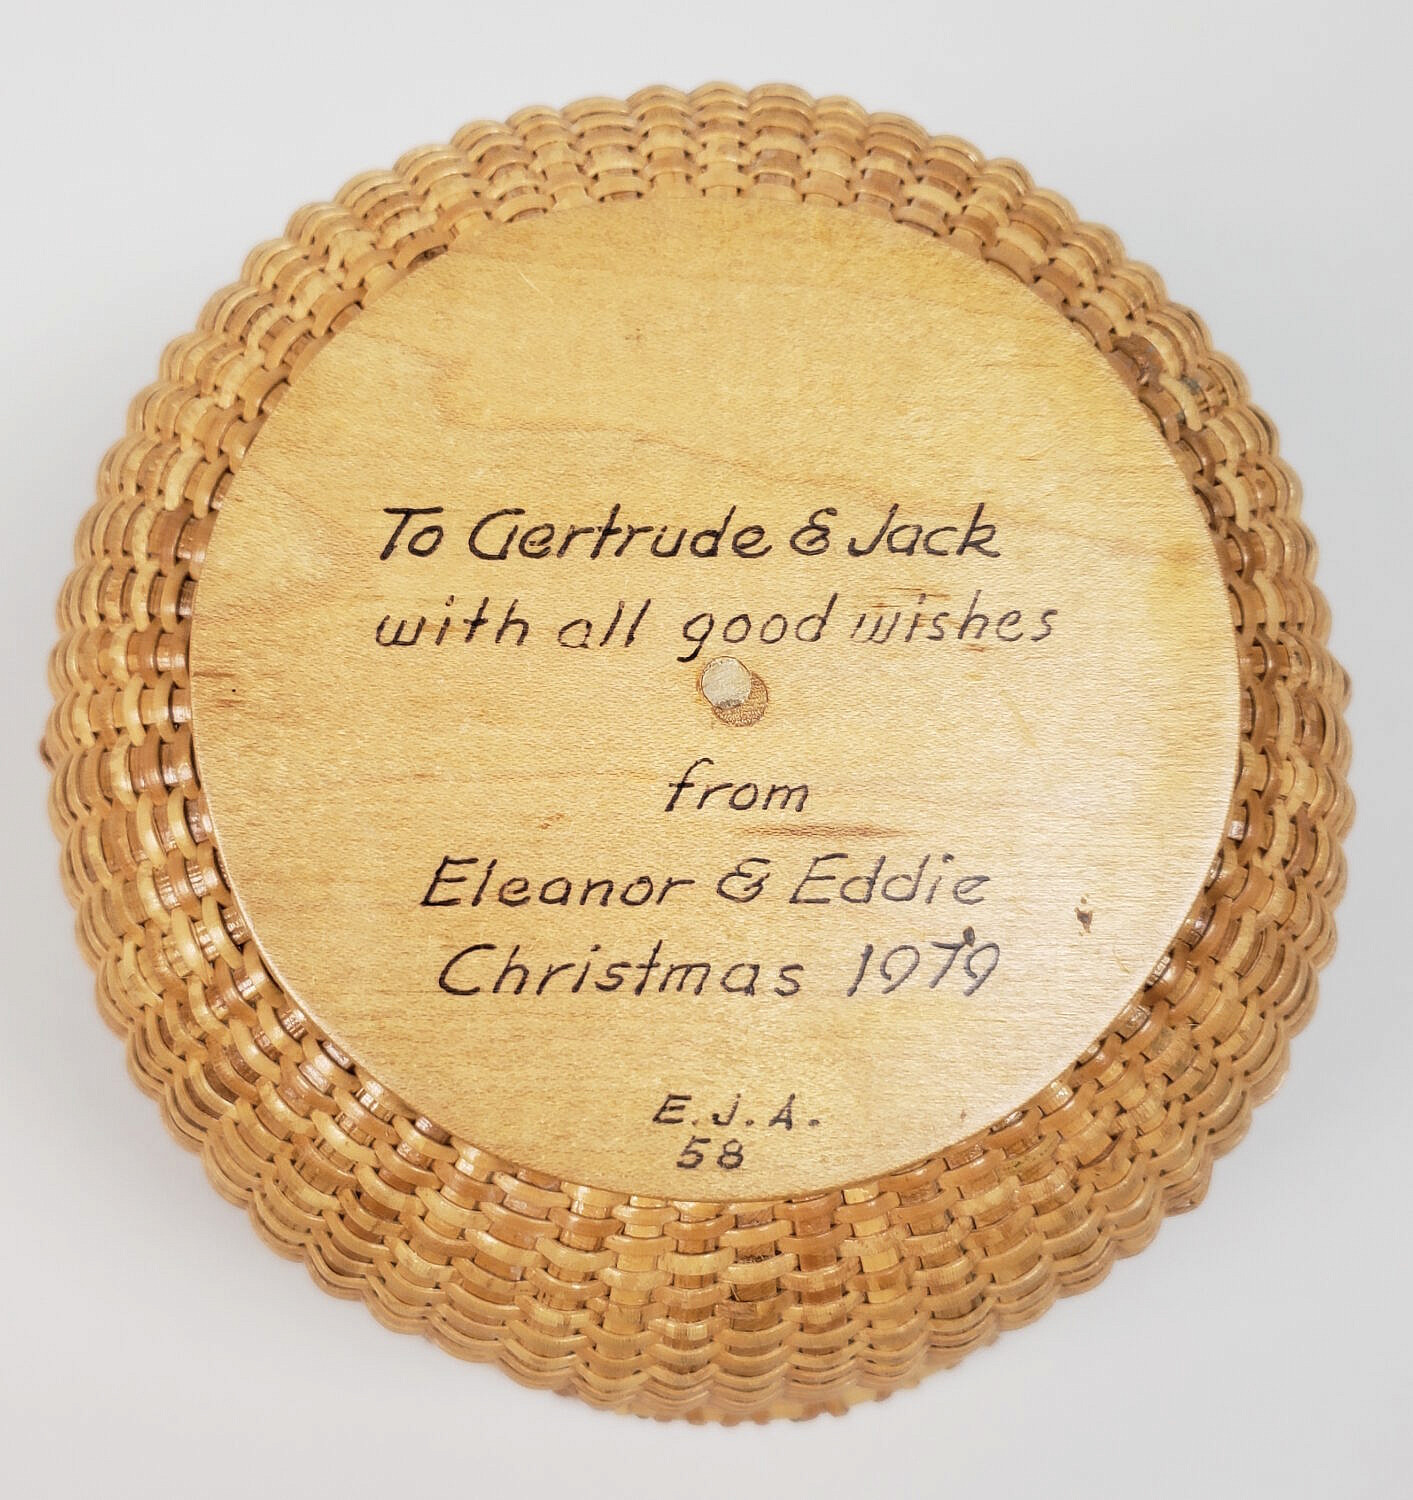 To Gertrude & Jack
with all good wishes
from
Eleanor & Eddie
Christmas 1979
E.J.A.
58